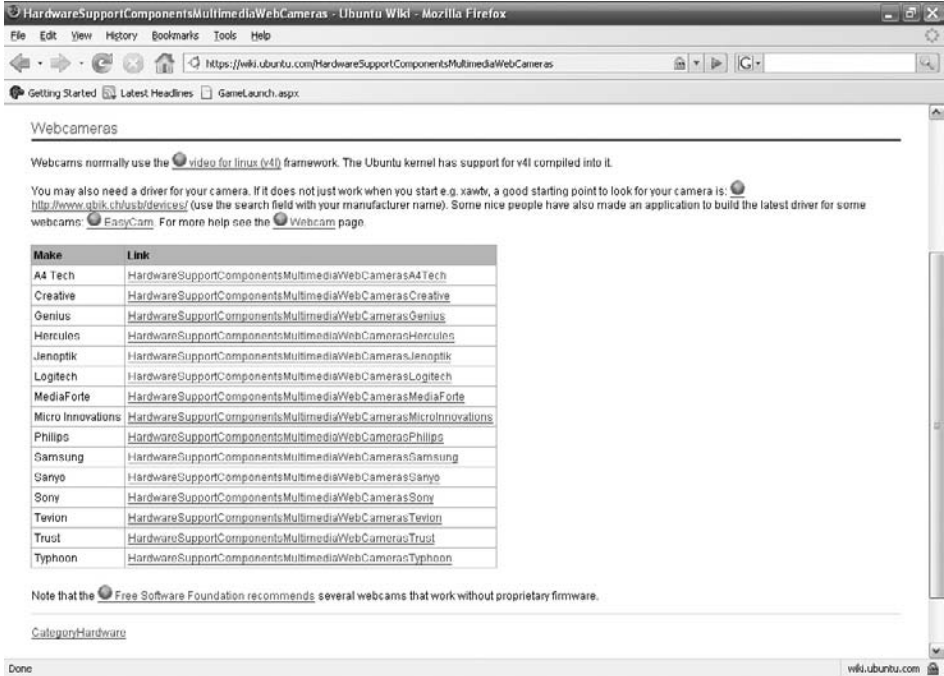 HardwareSupportComponentsMultimediaWebCameras - Ubuntu Wiki - Mozilla Firefox
File Edit View History Bookmarks Tools Help
https://wiki.ubuntu.com/HardwareSupportComponentsMultimediaWebCameras
Getting Started Latest Headlines GameLaunch.aspx
Webcameras
Webcams normally use the video for linux (v4l) framework. The Ubuntu kernel has support for v4l compiled into it.
You may also need a driver for your camera. If it does not just work when you start e.g. xawtv, a good starting point to look for your camera is:
http://www.qbik.ch/usb/devices/ (use the search field with your manufacturer name). Some nice people have also made an application to build the latest driver for some
webcams: EasyCam. For more help see the Webcam page.
Make Link
A4 Tech HardwareSupportComponentsMultimediaWebCamerasA4Tech
Creative HardwareSupportComponentsMultimediaWebCamerasCreative
Genius HardwareSupportComponentsMultimediaWebCamerasGenius
Hercules HardwareSupportComponentsMultimediaWebCamerasHercules
Jenoptik HardwareSupportComponentsMultimediaWebCamerasJenoptik
Logitech HardwareSupportComponentsMultimediaWebCamerasLogitech
MediaForte HardwareSupportComponentsMultimediaWebCamerasMediaForte
Micro Innovations HardwareSupportComponentsMultimediaWebCamerasMicroInnovations
Philips HardwareSupportComponentsMultimediaWebCamerasPhilips
Samsung HardwareSupportComponentsMultimediaWebCamerasSamsung
Sanyo HardwareSupportComponentsMultimediaWebCamerasSanyo
Sony HardwareSupportComponentsMultimediaWebCamerasSony
Tevion HardwareSupportComponentsMultimediaWebCamerasTevion
Trust HardwareSupportComponentsMultimediaWebCamerasTrust
Typhoon HardwareSupportComponentsMultimediaWebCamerasTyphoon
Note that the Free Software Foundation recommends several webcams that work without proprietary firmware.
CategoryHardware
Done wiki.ubuntu.com